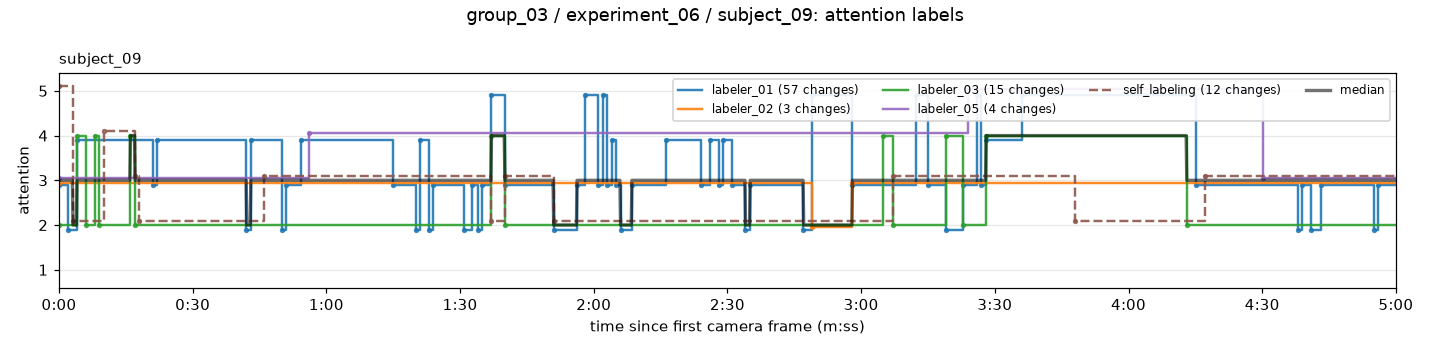 group_03 / experiment_06 / subject_09: attention labels
subject_09
labeler_01 (57 changes)
labeler_02 (3 changes)
labeler_03 (15 changes)
labeler_05 (4 changes)
self_labeling (12 changes)
median
attention
5
4
3
2
1
0:00 0:30 1:00 1:30 2:00 2:30 3:00 3:30 4:00 4:30 5:00
time since first camera frame (m:ss)